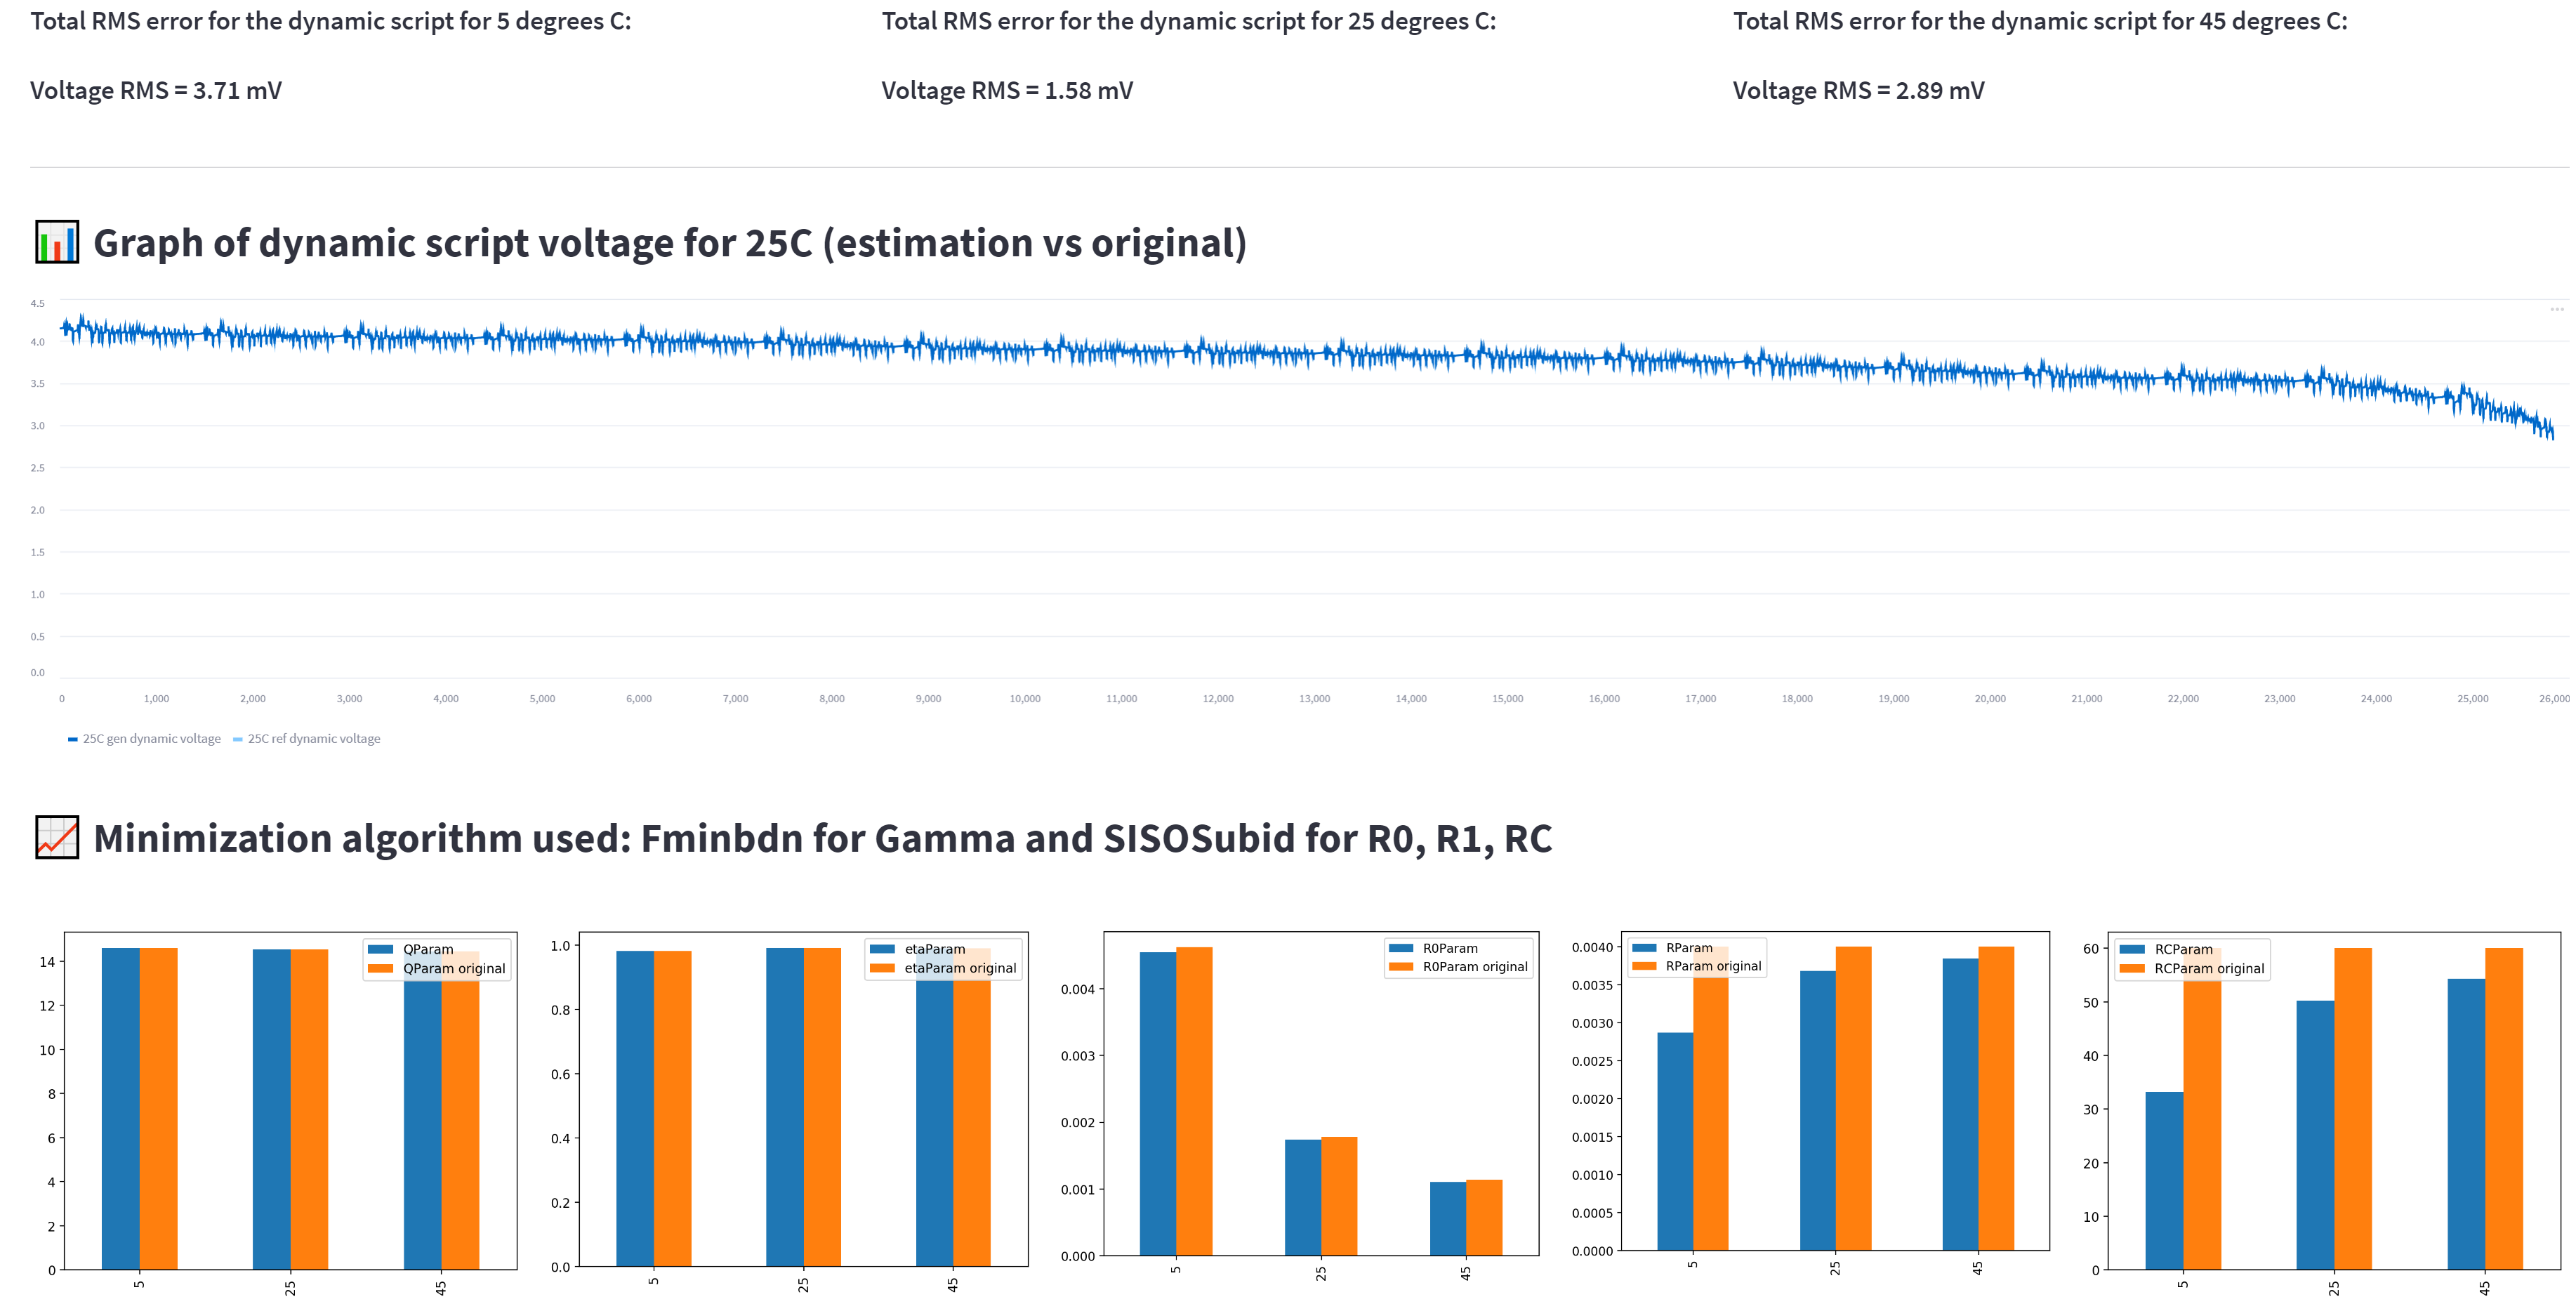 Total RMS error for the dynamic script for 5 degrees C:
Total RMS error for the dynamic script for 25 degrees C:
Total RMS error for the dynamic script for 45 degrees C:
Voltage RMS = 3.71 mV
Voltage RMS = 1.58 mV
Voltage RMS = 2.89 mV
Graph of dynamic script voltage for 25C (estimation vs original)
4.5
4.0
3.5
3.0
2.5
2.0
1.5
1.0
0.5
0.0
0 1,000 2,000 3,000 4,000 5,000 6,000 7,000 8,000 9,000 10,000 11,000 12,000 13,000 14,000 15,000 16,000 17,000 18,000 19,000 20,000 21,000 22,000 23,000 24,000 25,000 26,000
25C gen dynamic voltage 25C ref dynamic voltage
Minimization algorithm used: Fminbdn for Gamma and SISOSubid for R0, R1, RC
QParam
QParam original
14
12
10
8
6
4
2
0
5 25 45
etaParam
etaParam original
1.0
0.8
0.6
0.4
0.2
0.0
5 25 45
R0Param
R0Param original
0.004
0.003
0.002
0.001
0.000
5 25 45
RParam
RParam original
0.0040
0.0035
0.0030
0.0025
0.0020
0.0015
0.0010
0.0005
0.0000
5 25 45
RCParam
RCParam original
60
50
40
30
20
10
0
5 25 45